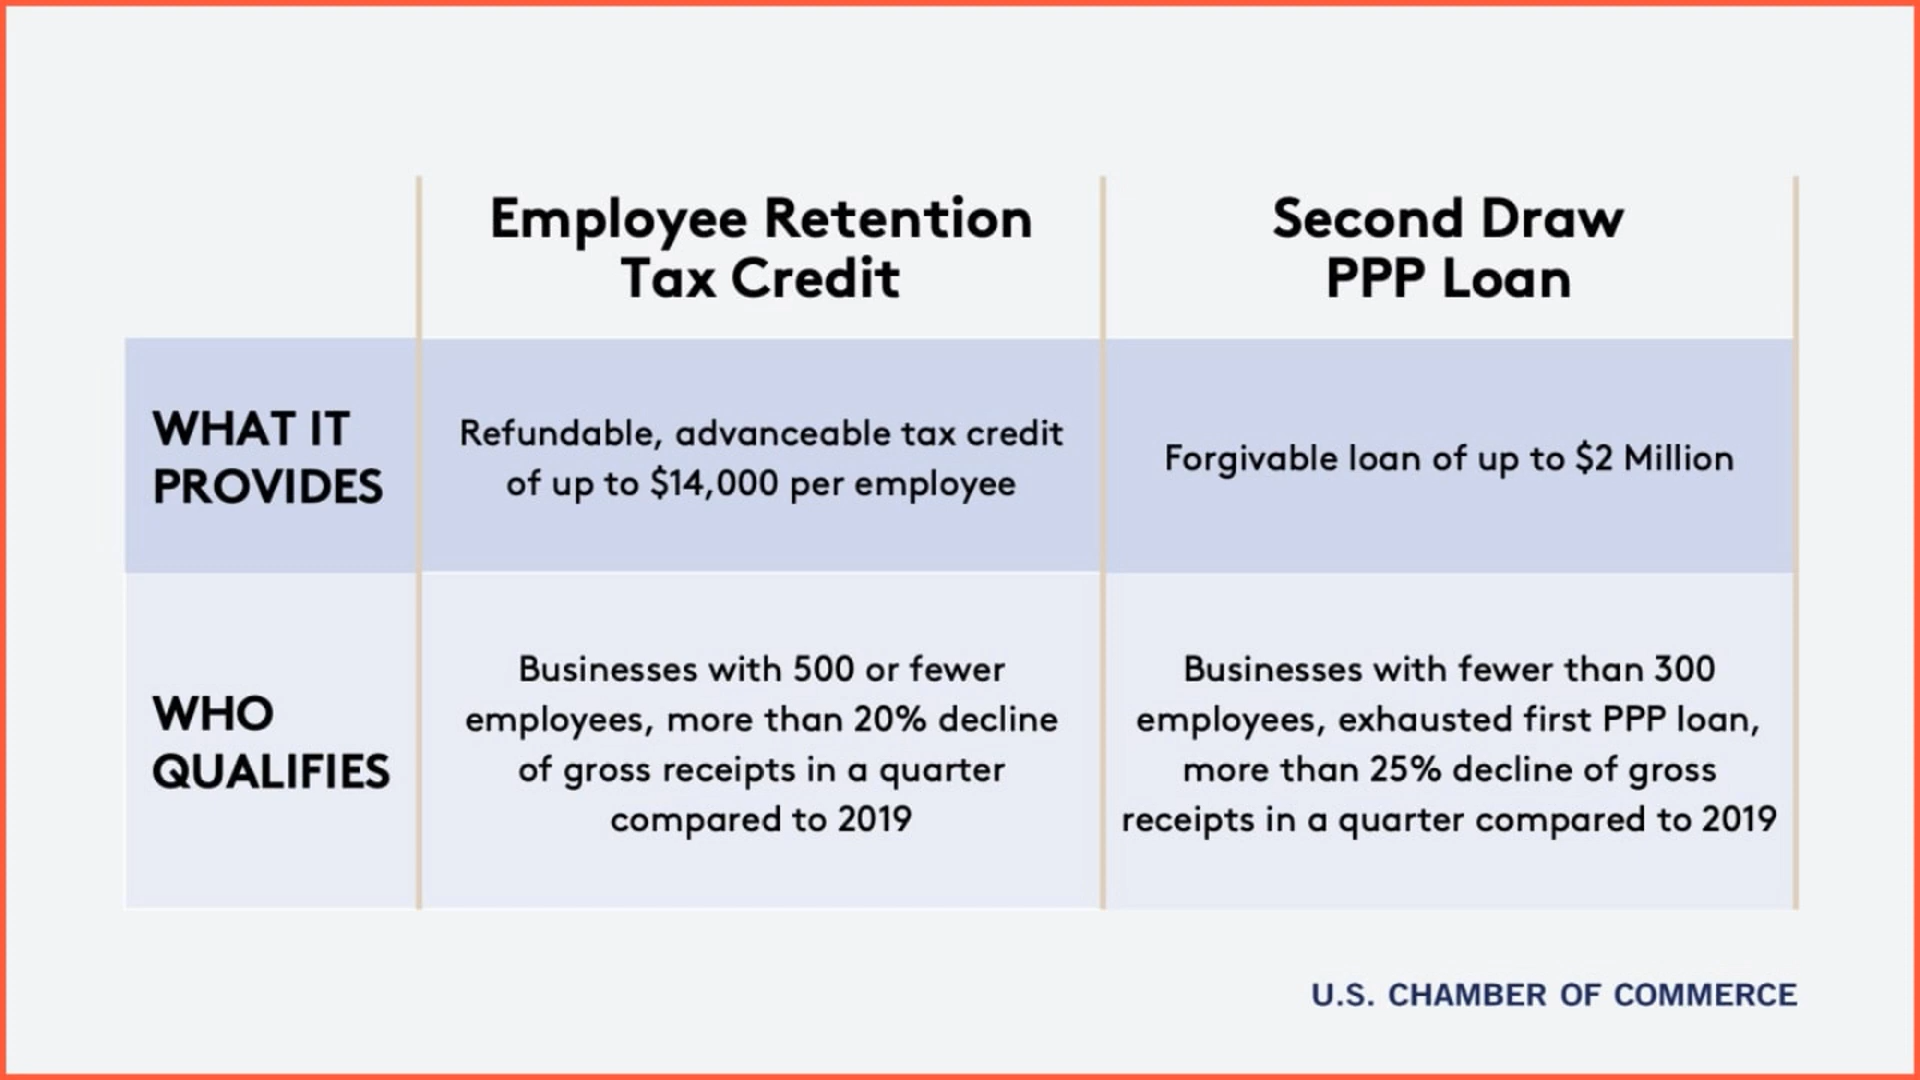 Employee Retention
Tax Credit
Second Draw
PPP Loan
WHAT IT
PROVIDES
Refundable, advanceable tax credit
of up to $14,000 per employee
Forgivable loan of up to $2 Million
WHO
QUALIFIES
Businesses with 500 or fewer
employees, more than 20% decline
of gross receipts in a quarter
compared to 2019
Businesses with fewer than 300
employees, exhausted first PPP loan,
more than 25% decline of gross
receipts in a quarter compared to 2019
U.S. CHAMBER OF COMMERCE